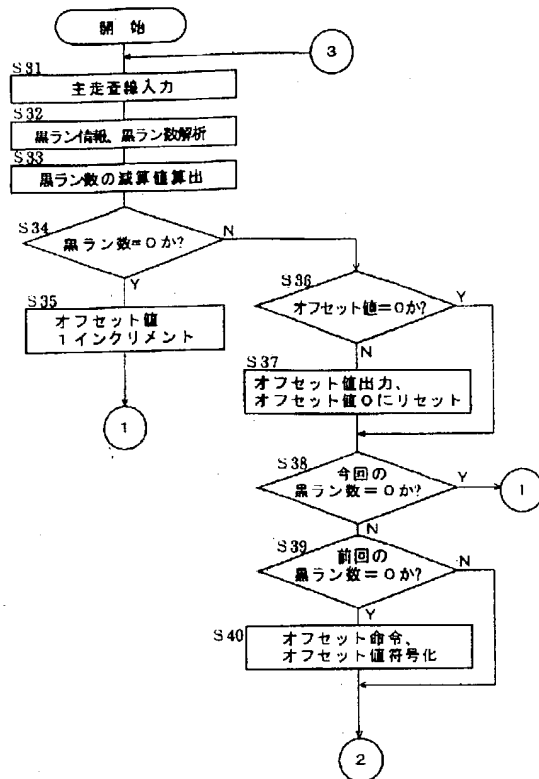 開始
3
S31
主走査線入力
S32
黒ラン情報、黒ラン数解析
S33
黒ラン数の減算値算出
S34
黒ラン数=0か?
N
Y
S35
オフセット値
1インクリメント
1
S36
オフセット値=0か?
Y
N
S37
オフセット値出力、
オフセット値0にリセット
S38
今回の
黒ラン数=0か?
Y
1
N
S39
前回の
黒ラン数=0か?
N
Y
S40
オフセット命令、
オフセット値符号化
2